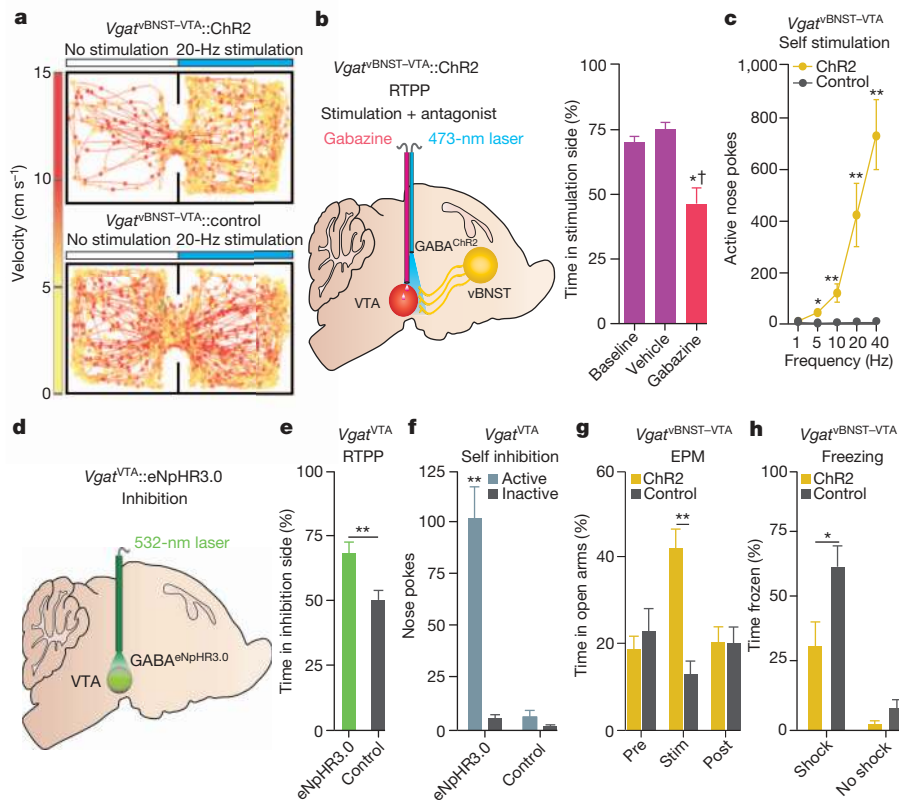 a
Vgat^vBNST–VTA::ChR2
No stimulation 20-Hz stimulation
Velocity (cm s⁻¹)
15
10
5
0
Vgat^vBNST–VTA::control
No stimulation 20-Hz stimulation
b
Vgat^vBNST–VTA::ChR2
RTPP
Stimulation + antagonist
Gabazine 473-nm laser
GABA^ChR2
VTA
vBNST
Time in stimulation side (%)
100
75
50
25
0
*†
Baseline
Vehicle
Gabazine
c
Vgat^vBNST–VTA
Self stimulation
ChR2
Control
Active nose pokes
1,000
800
600
400
200
0
*
**
**
**
1 5 10 20 40
Frequency (Hz)
d
Vgat^VTA::eNpHR3.0
Inhibition
532-nm laser
GABA^eNpHR3.0
VTA
e
Vgat^VTA
RTPP
Time in inhibition side (%)
100
75
50
25
0
**
eNpHR3.0
Control
f
Vgat^VTA
Self inhibition
Active
Inactive
Nose pokes
125
100
75
50
25
0
**
eNpHR3.0
Control
g
Vgat^vBNST–VTA
EPM
ChR2
Control
Time in open arms (%)
60
40
20
0
**
Pre
Stim
Post
h
Vgat^vBNST–VTA
Freezing
ChR2
Control
Time frozen (%)
100
75
50
25
0
*
Shock
No shock